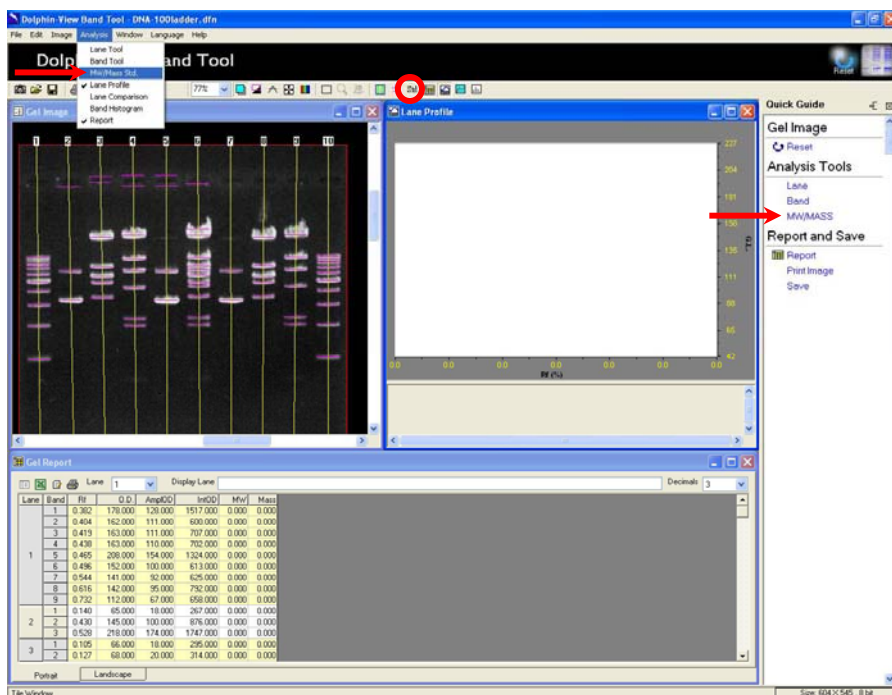 Dolphin-View Band Tool - DNA-100ladder.dfn
File Edit Image Analysis Window Language Help
Lane Tool
Band Tool
MW/Mass Std.
Lane Profile
Lane Comparison
Band Histogram
Report
and Tool
Reset
77%
Gel Image
Lane Profile
Quick Guide
1 2 3 4 5 6 7 8 9 10
237
204
191
135
111
88
65
42
0.0 0.0 0.0 0.0 0.0 0.0
Rf (%)
Gel Image
Reset
Analysis Tools
Lane
Band
MW/MASS
Report and Save
Report
Print Image
Save
Gel Report
Lane 1 Display Lane Decimals 3
Lane Band Rf O.D. AmplOD IntOD MW Mass
1
1 0.382 178.000 128.000 1517.000 0.000 0.000
2 0.404 162.000 111.000 600.000 0.000 0.000
3 0.419 163.000 111.000 707.000 0.000 0.000
4 0.438 163.000 110.000 702.000 0.000 0.000
5 0.465 208.000 154.000 1324.000 0.000 0.000
6 0.496 152.000 100.000 613.000 0.000 0.000
7 0.544 141.000 92.000 625.000 0.000 0.000
8 0.616 142.000 95.000 792.000 0.000 0.000
9 0.732 112.000 67.000 658.000 0.000 0.000
2
1 0.140 65.000 18.000 267.000 0.000 0.000
2 0.430 145.000 100.000 876.000 0.000 0.000
3 0.528 218.000 174.000 1747.000 0.000 0.000
3
1 0.105 66.000 18.000 295.000 0.000 0.000
2 0.127 68.000 20.000 314.000 0.000 0.000
Portrait Landscape
Tile Window
Size: 604 X 545 8 bit